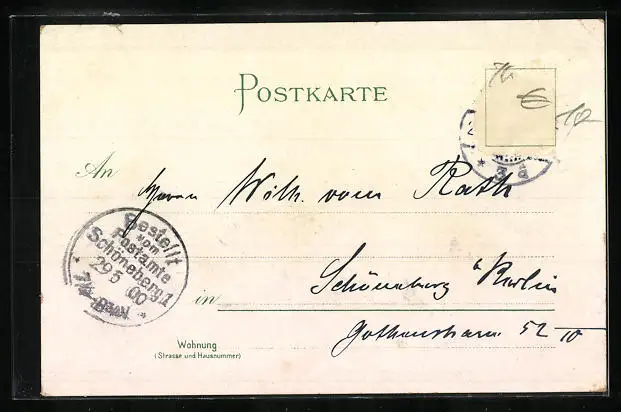 POSTKARTE
An Herrn Wilh. vom Rath
Bestellt
vom
Postamte
Schöneberg 1
29 5 00
in Schöneberg b/Berlin
52 IV
Wohnung
(Strasse und Hausnummer)